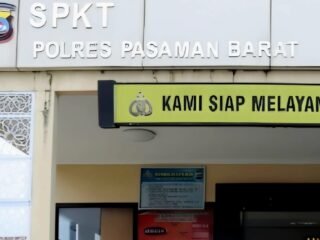 SPKT
POLRES PASAMAN BARAT
KAMI SIAP MELAYAN